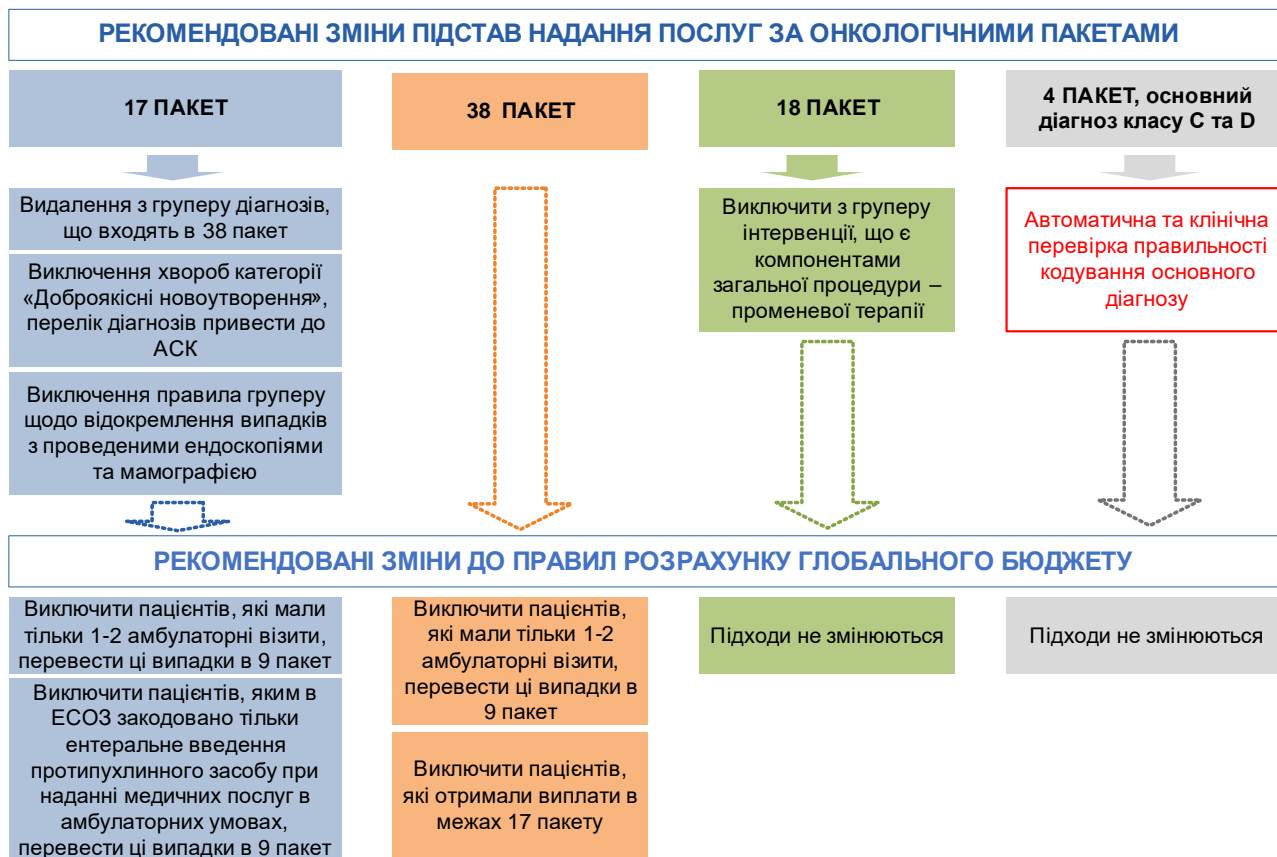 РЕКОМЕНДОВАНІ ЗМІНИ ПІДСТАВ НАДАННЯ ПОСЛУГ ЗА ОНКОЛОГІЧНИМИ ПАКЕТАМИ
17 ПАКЕТ
38 ПАКЕТ
18 ПАКЕТ
4 ПАКЕТ, основний
діагноз класу С та D
Видалення з груперу діагнозів,
що входять в 38 пакет
Виключення хвороб категорії
«Доброякісні новоутворення»,
перелік діагнозів привести до
АСК
Виключення правила груперу
щодо відокремлення випадків
з проведеними ендоскопіями
та мамографією
Виключити з груперу
інтервенції, що є
компонентами
загальної процедури –
променевої терапії
Автоматична та клінічна
перевірка правильності
кодування основного
діагнозу
РЕКОМЕНДОВАНІ ЗМІНИ ДО ПРАВИЛ РОЗРАХУНКУ ГЛОБАЛЬНОГО БЮДЖЕТУ
Виключити пацієнтів, які мали
тільки 1-2 амбулаторні візити,
перевести ці випадки в 9 пакет
Виключити пацієнтів, яким в
ЕСОЗ закодовано тільки
ентеральне введення
протипухлинного засобу при
наданні медичних послуг в
амбулаторних умовах,
перевести ці випадки в 9 пакет
Виключити пацієнтів,
які мали тільки 1-2
амбулаторні візити,
перевести ці випадки в
9 пакет
Виключити пацієнтів,
які отримали виплати в
межах 17 пакету
Підходи не змінюються
Підходи не змінюються